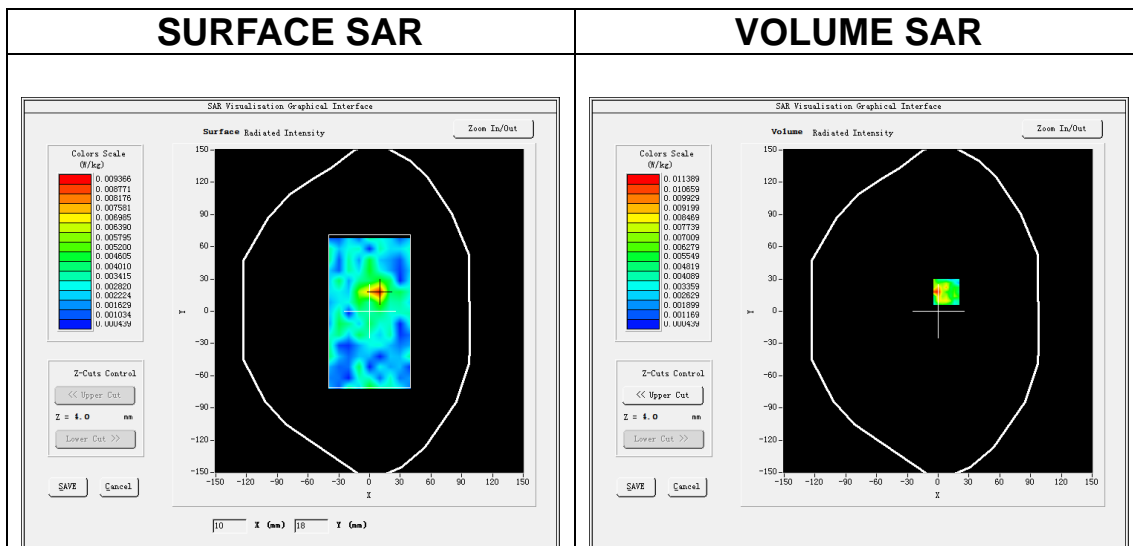 SURFACE SAR
VOLUME SAR
SAR Visualisation Graphical Interface
Surface Radiated Intensity
Zoom In/Out
Colors Scale
(W/kg)
0.009366
0.008771
0.008176
0.007581
0.006985
0.006390
0.005795
0.005200
0.004605
0.004010
0.003415
0.002820
0.002224
0.001629
0.001034
0.000439
Z-Cuts Control
<< Upper Cut
Z = 4.0 mm
Lower Cut >>
SAVE
Cancel
150
120
90
60
30
0
-30
-60
-90
-120
-150
Y
-150 -120 -90 -60 -30 0 30 60 90 120 150
X
10 X (mm) 18 Y (mm)
SAR Visualisation Graphical Interface
Volume Radiated Intensity
Zoom In/Out
Colors Scale
(W/kg)
0.011389
0.010659
0.009929
0.009199
0.008469
0.007739
0.007009
0.006279
0.005549
0.004819
0.004089
0.003359
0.002629
0.001899
0.001169
0.000439
Z-Cuts Control
<< Upper Cut
Z = 4.0 mm
Lower Cut >>
SAVE
Cancel
150
120
90
60
30
0
-30
-60
-90
-120
-150
Y
-150 -120 -90 -60 -30 0 30 60 90 120 150
X